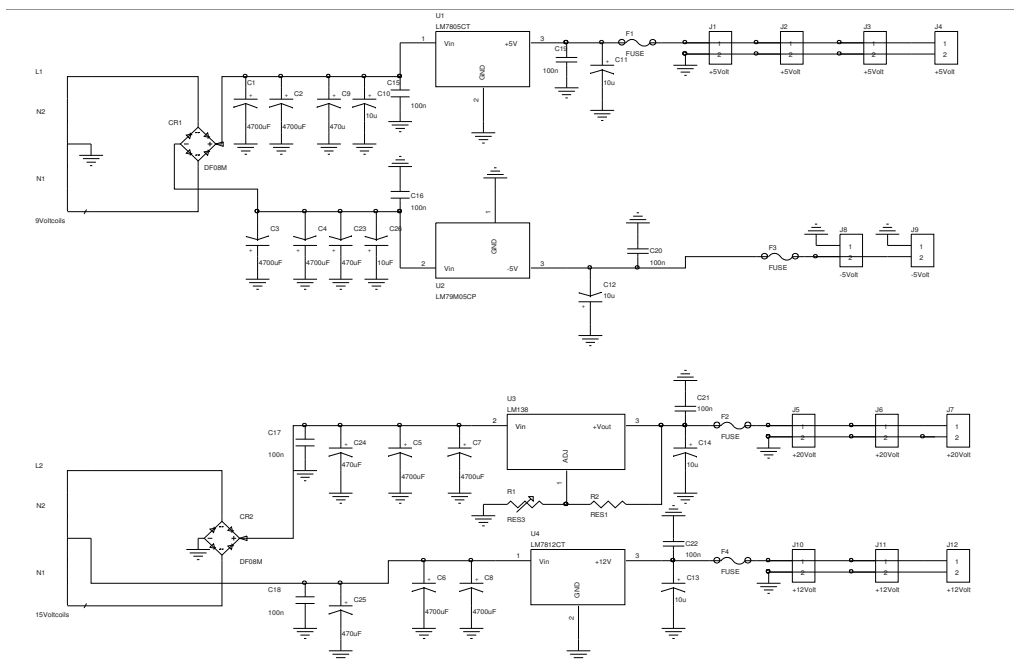 U1
LM7805CT
1
Vin
+5V
3
GND
2
C19
100n
C11
10u
F1
FUSE
J1
J2
J3
J4
1
2
1
2
1
2
1
2
+5Volt
+5Volt
+5Volt
+5Volt
L1
N2
N1
9Voltcoils
CR1
DF08M
C1
4700uF
C2
4700uF
C9
470u
C10
10u
C15
100n
C16
100n
C3
4700uF
C4
4700uF
C23
470uF
C26
10uF
1
GND
2
Vin
-5V
3
U2
LM79M05CP
C20
100n
C12
10u
F3
FUSE
J8
J9
1
2
1
2
-5Volt
-5Volt
U3
LM138
2
Vin
+Vout
3
ADJ
1
C21
100n
C14
10u
F2
FUSE
J5
J6
J7
1
2
1
2
1
2
+20Volt
+20Volt
+20Volt
C17
100n
C24
470uF
C5
4700uF
C7
4700uF
R1
RES3
R2
RES1
L2
N2
N1
15Voltcoils
CR2
DF08M
U4
LM7812CT
1
Vin
+12V
3
GND
2
C22
100n
C13
10u
F4
FUSE
J10
J11
J12
1
2
1
2
1
2
+12Volt
+12Volt
+12Volt
C18
100n
C25
470uF
C6
4700uF
C8
4700uF